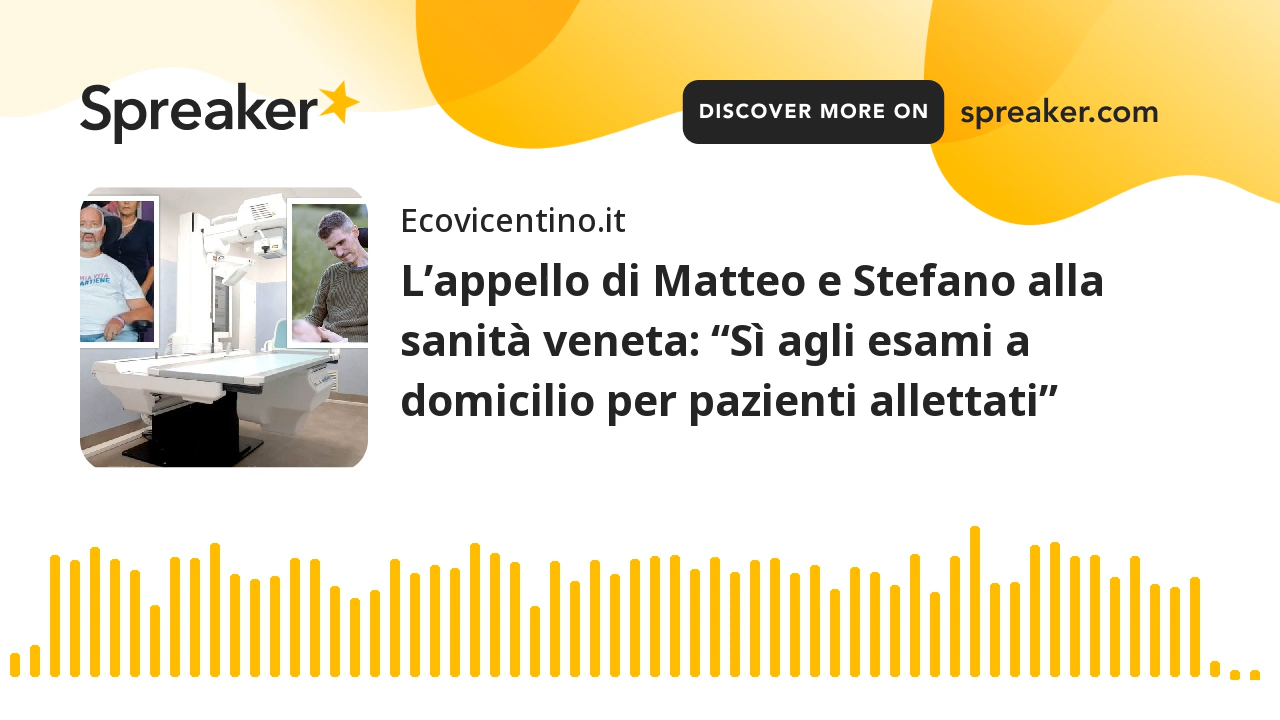 Spreaker
DISCOVER MORE ON
spreaker.com
Ecovicentino.it
L’appello di Matteo e Stefano alla
sanità veneta: “Sì agli esami a
domicilio per pazienti allettati”